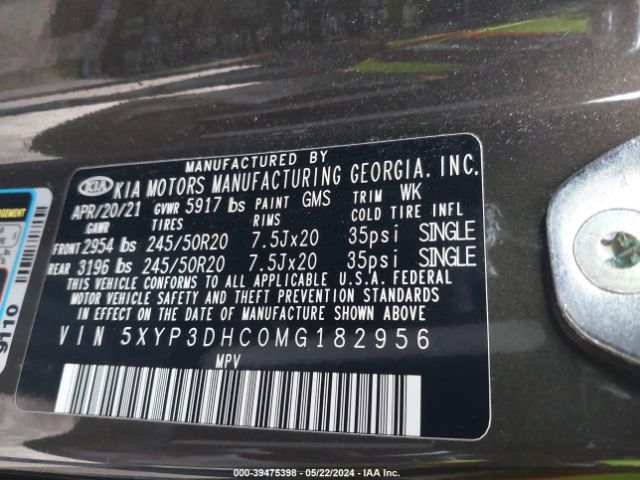 MANUFACTURED BY
KIA KIA MOTORS MANUFACTURING GEORGIA. INC.
APR/20/21 GVWR 5917 lbs PAINT GMS TRIM WK
GAWR TIRES RIMS COLD TIRE INFL
FRONT 2954 lbs 245/50R20 7.5Jx20 35psi SINGLE
REAR 3196 lbs 245/50R20 7.5Jx20 35psi SINGLE
THIS VEHICLE CONFORMS TO ALL APPLICABLE U.S.A. FEDERAL
MOTOR VEHICLE SAFETY AND THEFT PREVENTION STANDARDS
IN EFFECT ON THE DATE OF MANUFACTURE SHOWN ABOVE
VIN 5XYP3DHC0MG182956
MPV
9110
000-39475398 - 05/22/2024 - IAA Inc.